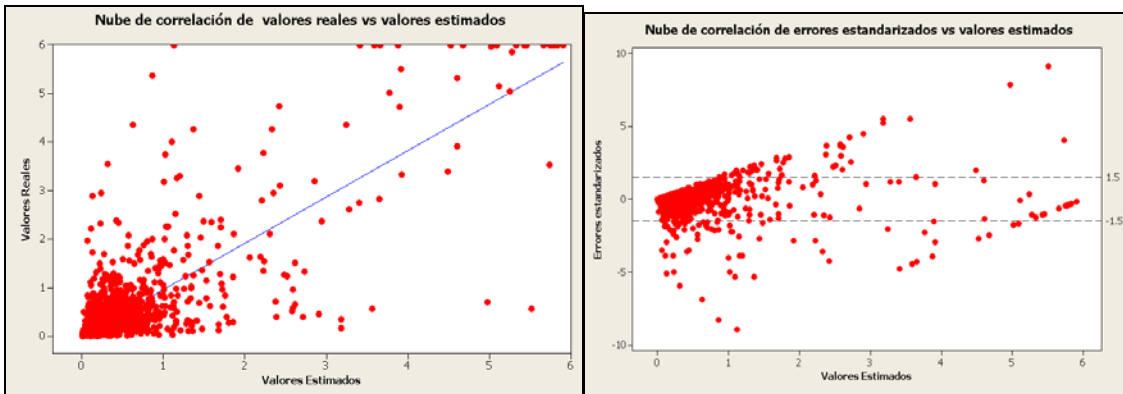 Nube de correlación de valores reales vs valores estimados
6
5
4
3
2
1
0
Valores Reales
0 1 2 3 4 5 6
Valores Estimados
Nube de correlación de errores estandarizados vs valores estimados
10
5
0
-5
-10
Errores estandarizados
1.5
-1.5
0 1 2 3 4 5 6
Valores Estimados